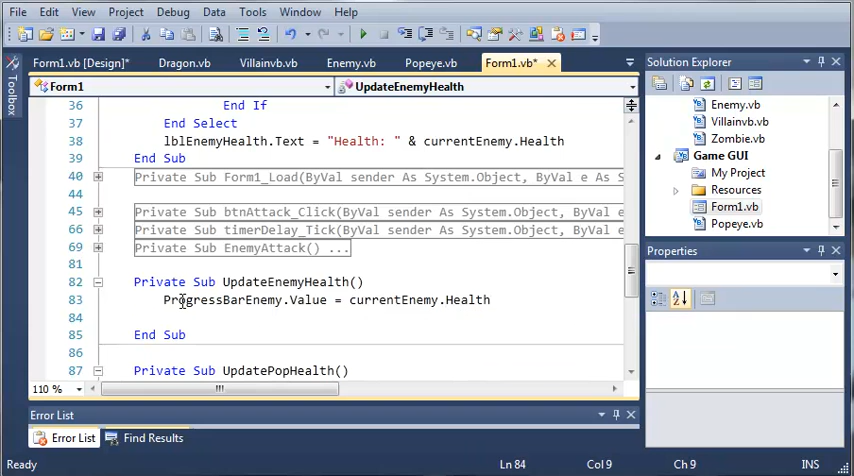 File Edit View Project Debug Data Tools Window Help
Form1.vb [Design]* Dragon.vb Villainvb.vb Enemy.vb Popeye.vb Form1.vb*
Toolbox
Form1 UpdateEnemyHealth
36 End If
37 End Select
38 lblEnemyHealth.Text = "Health: " & currentEnemy.Health
39 End Sub
40 Private Sub Form1_Load(ByVal sender As System.Object, ByVal e As S
44
45 Private Sub btnAttack_Click(ByVal sender As System.Object, ByVal e
66 Private Sub timerDelay_Tick(ByVal sender As System.Object, ByVal e
69 Private Sub EnemyAttack() ...
81
82 Private Sub UpdateEnemyHealth()
83 ProgressBarEnemy.Value = currentEnemy.Health
84
85 End Sub
86
87 Private Sub UpdatePopHealth()
110 %
Solution Explorer
Enemy.vb
Villainvb.vb
Zombie.vb
Game GUI
My Project
Resources
Form1.vb
Popeye.vb
Properties
Error List
Error List Find Results
Ready Ln 84 Col 9 Ch 9 INS